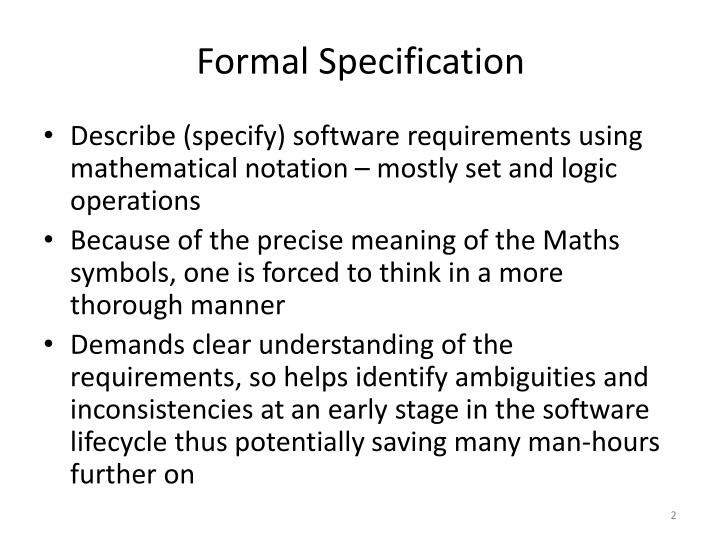 Formal Specification
• Describe (specify) software requirements using
mathematical notation – mostly set and logic
operations
• Because of the precise meaning of the Maths
symbols, one is forced to think in a more
thorough manner
• Demands clear understanding of the
requirements, so helps identify ambiguities and
inconsistencies at an early stage in the software
lifecycle thus potentially saving many man-hours
further on
2